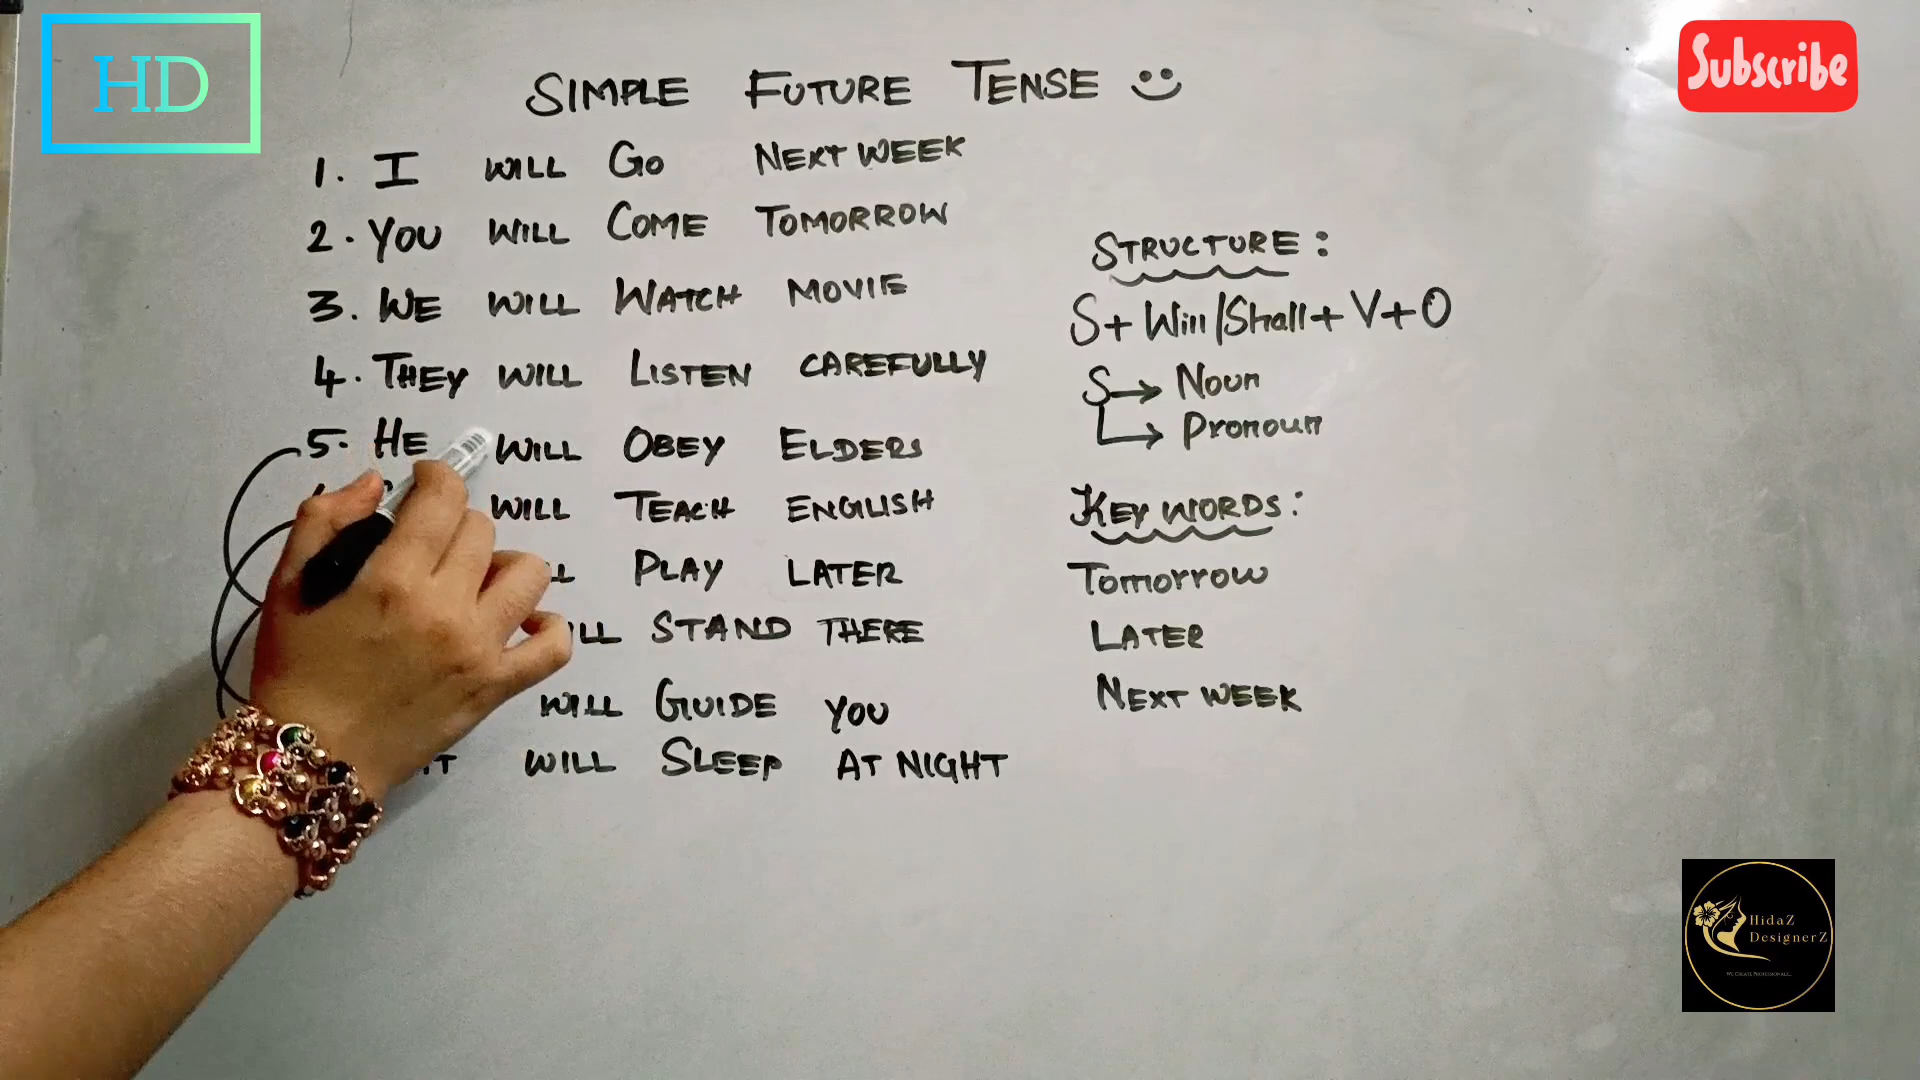 HD
Subscribe
SIMPLE FUTURE TENSE
1. I WILL GO NEXT WEEK
2. YOU WILL COME TOMORROW
3. WE WILL WATCH MOVIE
4. THEY WILL LISTEN CAREFULLY
5. HE WILL OBEY ELDERS
WILL TEACH ENGLISH
PLAY LATER
STAND THERE
WILL GUIDE YOU
IT WILL SLEEP AT NIGHT
STRUCTURE:
S+ Will/Shall+ V+O
S→ Noun
→ Pronoun
KEY WORDS:
Tomorrow
LATER
NEXT WEEK
HidaZ
DesignerZ